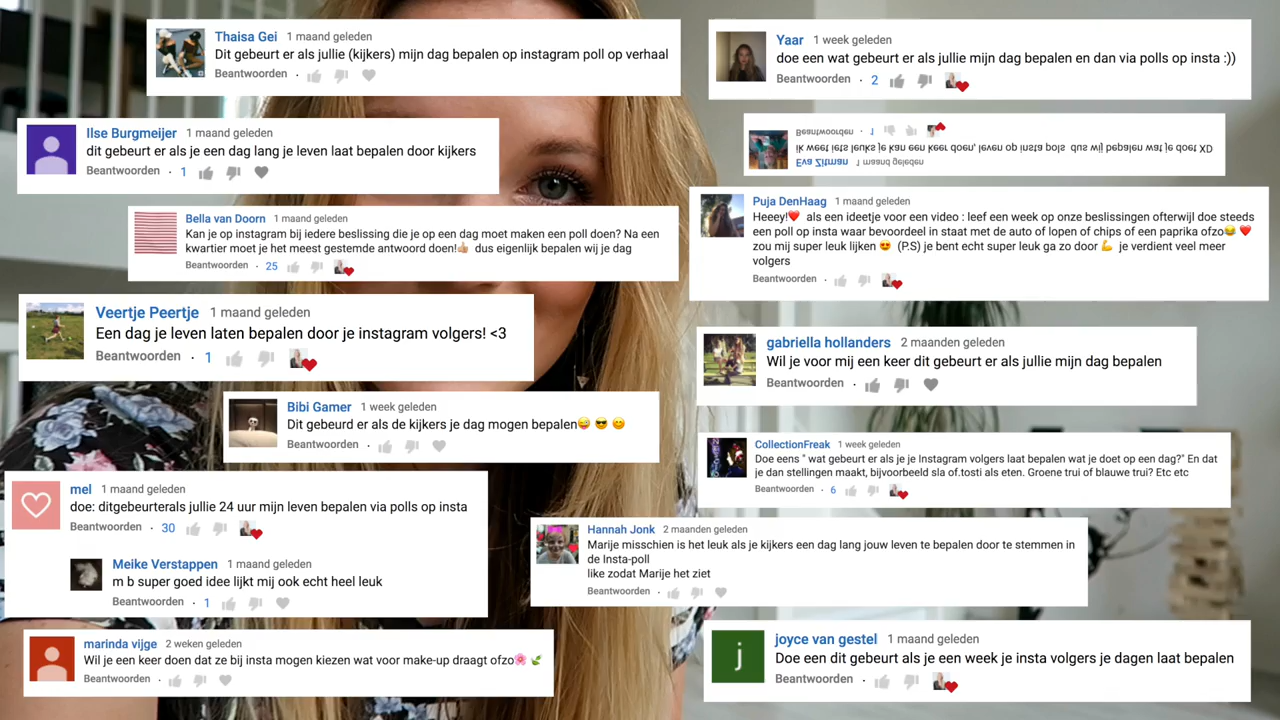 Thaisa Gei 1 maand geleden
Dit gebeurt er als jullie (kijkers) mijn dag bepalen op instagram poll op verhaal
Beantwoorden ·
Ilse Burgmeijer 1 maand geleden
dit gebeurt er als je een dag lang je leven laat bepalen door kijkers
Beantwoorden · 1
Bella van Doorn 1 maand geleden
Kan je op instagram bij iedere beslissing die je op een dag moet maken een poll doen? Na een
kwartier moet je het meest gestemde antwoord doen!👍🏼 dus eigenlijk bepalen wij je dag
Beantwoorden · 25
Veertje Peertje 1 maand geleden
Een dag je leven laten bepalen door je instagram volgers! <3
Beantwoorden · 1
Bibi Gamer 1 week geleden
Dit gebeurd er als de kijkers je dag mogen bepalen😜 😎 😋
Beantwoorden ·
mel 1 maand geleden
doe: ditgebeurterals jullie 24 uur mijn leven bepalen via polls op insta
Beantwoorden · 30
Meike Verstappen 1 maand geleden
m b super goed idee lijkt mij ook echt heel leuk
Beantwoorden · 1
marinda vijge 2 weken geleden
Wil je een keer doen dat ze bij insta mogen kiezen wat voor make-up draagt ofzo🌸 🍃
Beantwoorden ·
Yaar 1 week geleden
doe een wat gebeurt er als jullie mijn dag bepalen en dan via polls op insta :))
Beantwoorden · 2
Eva Zitman 1 maand geleden
ik weet iets leuks je kan een keer doen, leven op insta pols dus wij bepalen wat je doet XD
Beantwoorden · 1
Puja DenHaag 1 maand geleden
Heeey!❤️ als een ideetje voor een video : leef een week op onze beslissingen ofterwijl doe steeds
een poll op insta waar bevoordeel in staat met de auto of lopen of chips of een paprika ofzo😂 ❤️
zou mij super leuk lijken 😍 (P.S) je bent echt super leuk ga zo door 💪 je verdient veel meer
volgers
Beantwoorden ·
gabriella hollanders 2 maanden geleden
Wil je voor mij een keer dit gebeurt er als jullie mijn dag bepalen
Beantwoorden ·
CollectionFreak 1 week geleden
Doe eens " wat gebeurt er als je je Instagram volgers laat bepalen wat je doet op een dag?" En dat
je dan stellingen maakt, bijvoorbeeld sla of.tosti als eten. Groene trui of blauwe trui? Etc etc
Beantwoorden · 6
Hannah Jonk 2 maanden geleden
Marije misschien is het leuk als je kijkers een dag lang jouw leven te bepalen door te stemmen in
de Insta-poll
like zodat Marije het ziet
Beantwoorden ·
j
joyce van gestel 1 maand geleden
Doe een dit gebeurt als je een week je insta volgers je dagen laat bepalen
Beantwoorden ·